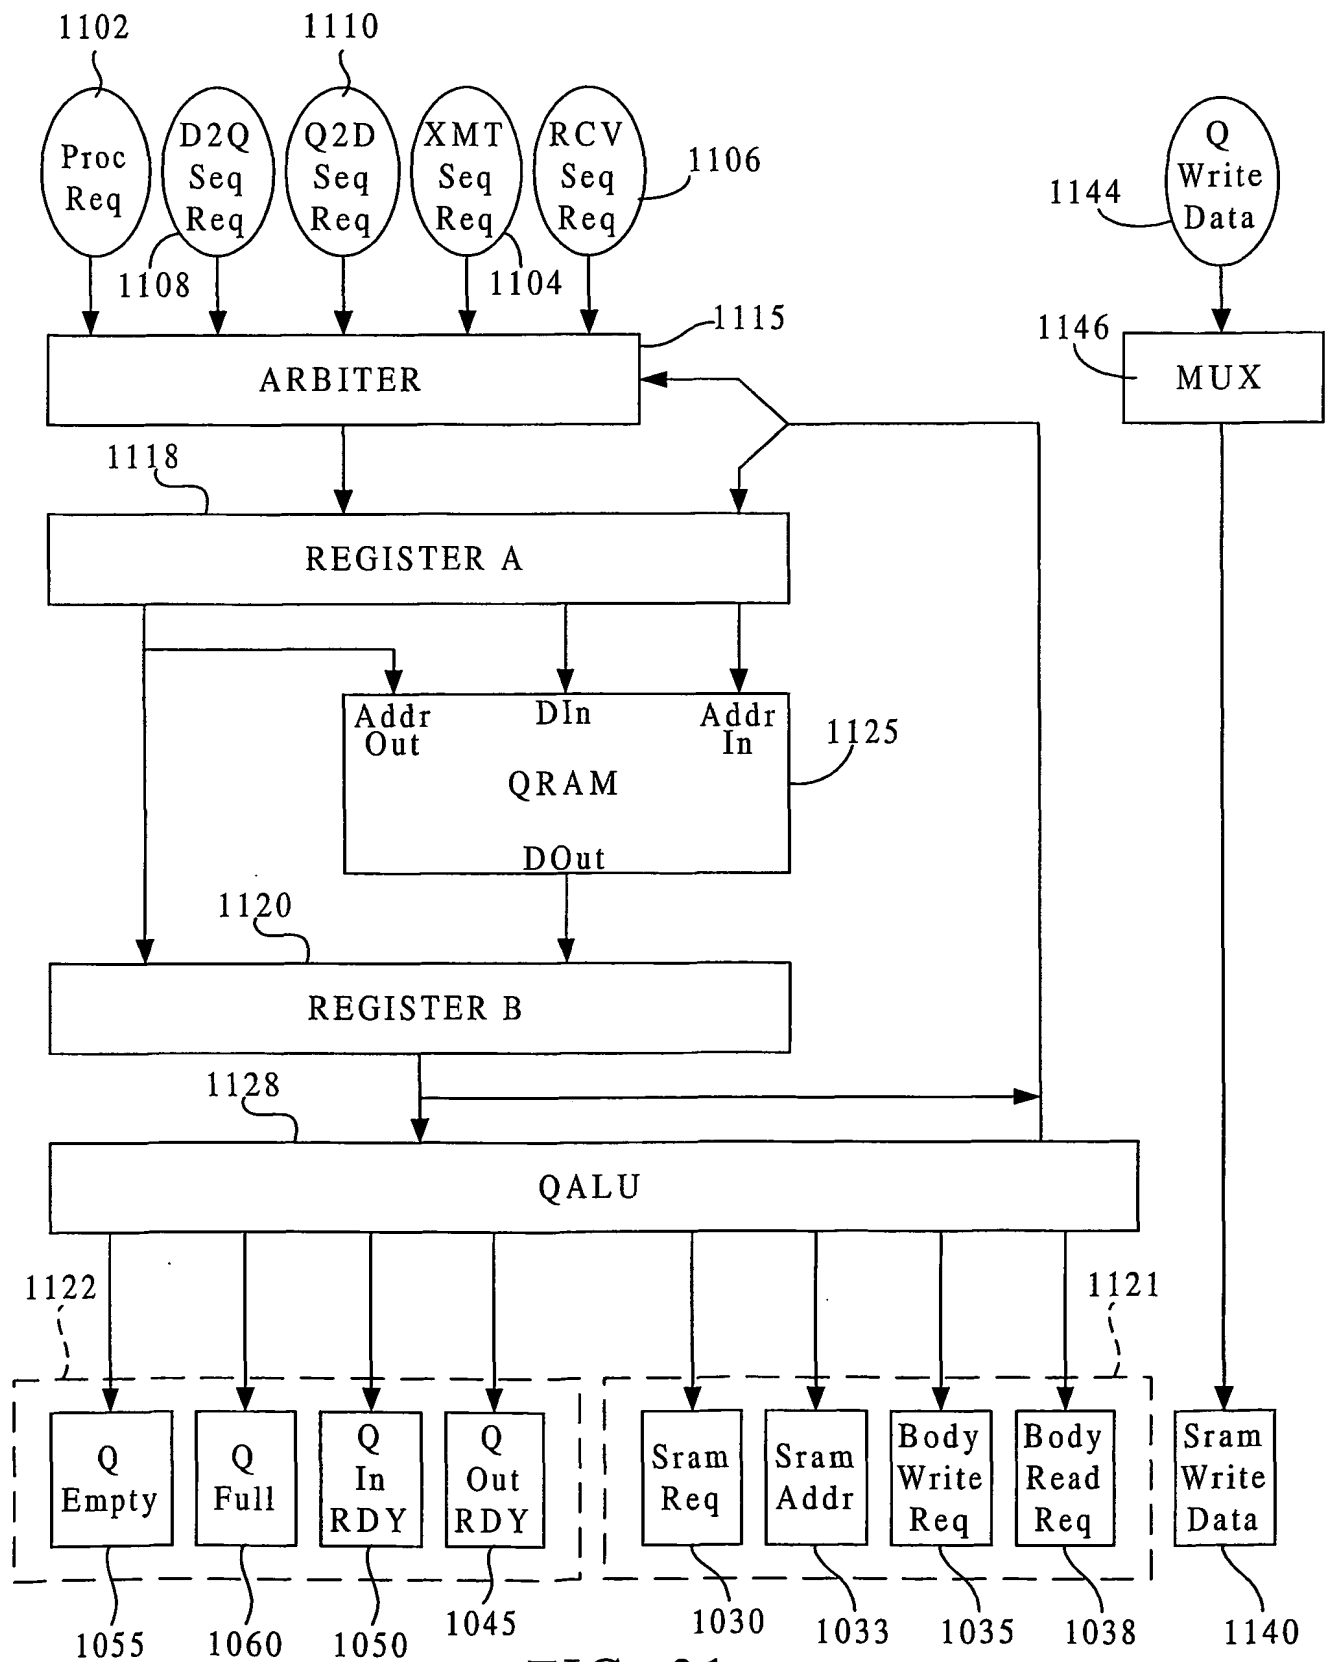 1102
1110
Proc
Req
D2Q
Seq
Req
Q2D
Seq
Req
XMT
Seq
Req
RCV
Seq
Req
1106
1108
1104
Q
Write
Data
1144
1115
ARBITER
1146
MUX
1118
REGISTER A
Addr
Out
DIn
Addr
In
1125
QRAM
DOut
1120
REGISTER B
1128
QALU
1122
1121
Q
Empty
Q
Full
Q
In
RDY
Q
Out
RDY
Sram
Req
Sram
Addr
Body
Write
Req
Body
Read
Req
Sram
Write
Data
1055
1060
1050
1045
1030
1033
1035
1038
1140